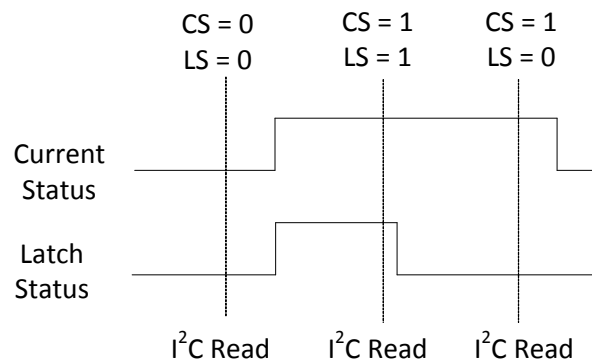 CS = 0 CS = 1 CS = 1
LS = 0 LS = 1 LS = 0
Current
Status
Latch
Status
I²C Read I²C Read I²C Read